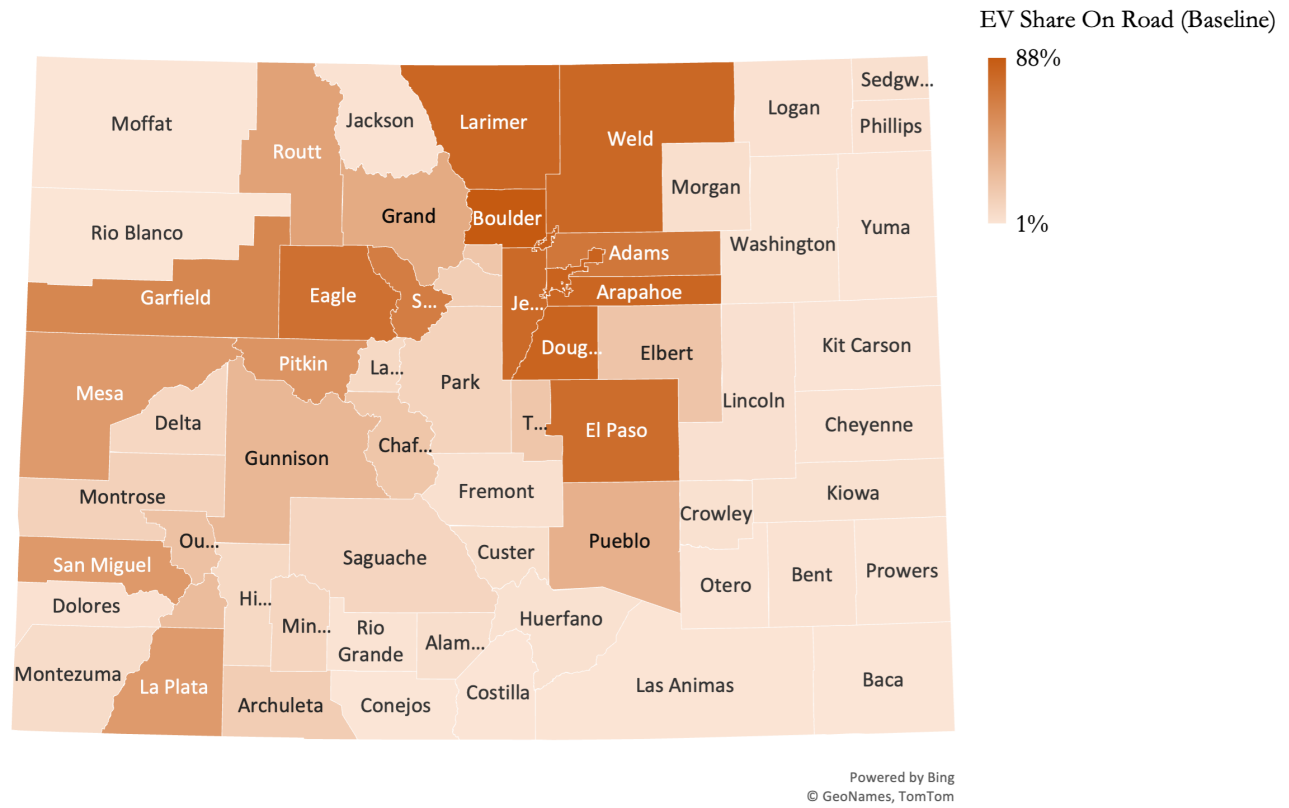 EV Share On Road (Baseline)
88%
1%
Sedgw...
Logan
Moffat
Jackson
Larimer
Phillips
Weld
Routt
Morgan
Grand
Boulder
Yuma
Rio Blanco
Washington
Adams
Garfield
Eagle
S...
Je...
Arapahoe
Kit Carson
Doug...
Elbert
Pitkin
La...
Park
Mesa
Lincoln
Delta
T...
El Paso
Cheyenne
Chaf...
Gunnison
Fremont
Kiowa
Montrose
Crowley
Ou...
Pueblo
Custer
Saguache
San Miguel
Bent
Prowers
Otero
Hi...
Dolores
Huerfano
Min...
Rio
Grande
Alam...
Montezuma
La Plata
Las Animas
Baca
Costilla
Archuleta
Conejos
Powered by Bing
© GeoNames, TomTom